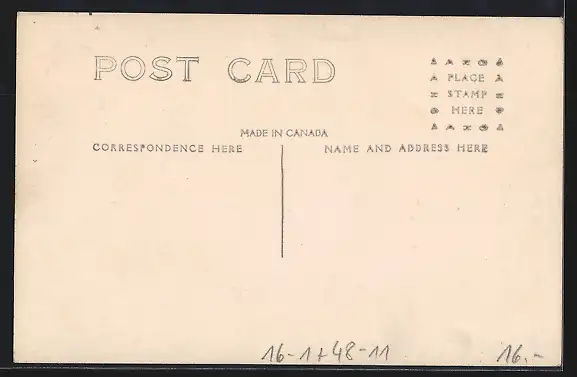 POST CARD
PLACE
STAMP
HERE
MADE IN CANADA
CORRESPONDENCE HERE
NAME AND ADDRESS HERE
16-1+48-11
16.-